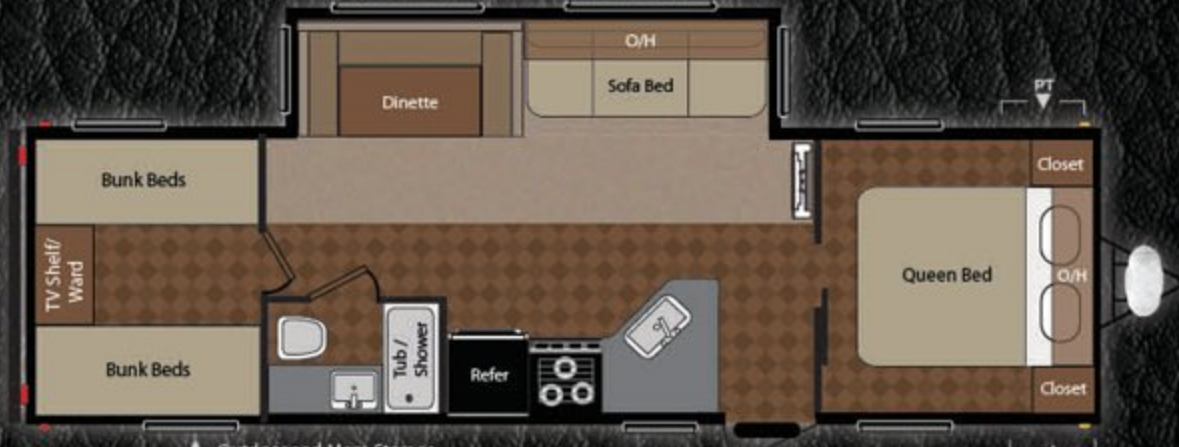 O/H
Sofa Bed
Dinette
PT
Closet
Bunk Beds
TV Shelf/
Ward
Queen Bed
O/H
Bunk Beds
Tub /
Shower
Refer
Closet